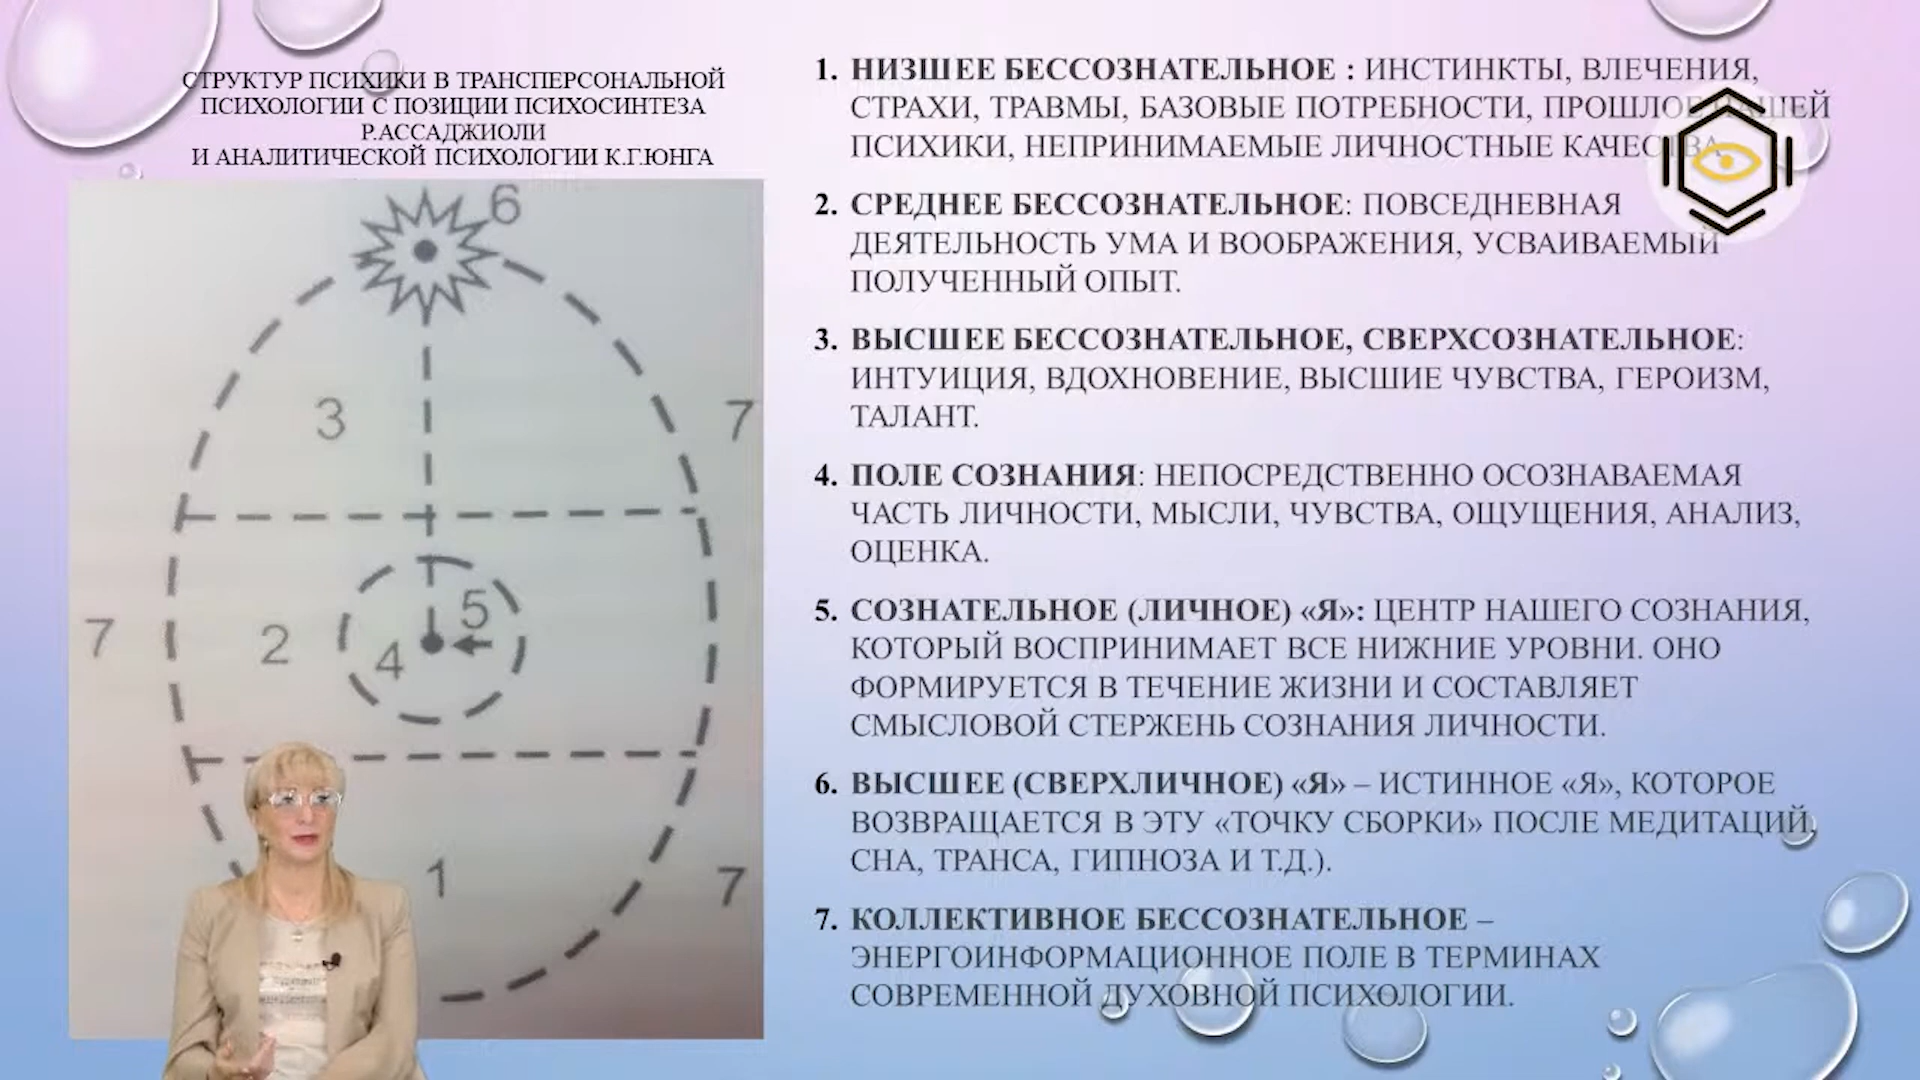 СТРУКТУР ПСИХИКИ В ТРАНСПЕРСОНАЛЬНОЙ
ПСИХОЛОГИИ С ПОЗИЦИИ ПСИХОСИНТЕЗА
Р.АССАДЖИОЛИ
И АНАЛИТИЧЕСКОЙ ПСИХОЛОГИИ К.Г.ЮНГА
6
3
7
5
7
2
4
1
7
1. НИЗШЕЕ БЕССОЗНАТЕЛЬНОЕ : ИНСТИНКТЫ, ВЛЕЧЕНИЯ,
СТРАХИ, ТРАВМЫ, БАЗОВЫЕ ПОТРЕБНОСТИ, ПРОШЛОЕ НАШЕЙ
ПСИХИКИ, НЕПРИНИМАЕМЫЕ ЛИЧНОСТНЫЕ КАЧЕСТВА.
2. СРЕДНЕЕ БЕССОЗНАТЕЛЬНОЕ: ПОВСЕДНЕВНАЯ
ДЕЯТЕЛЬНОСТЬ УМА И ВООБРАЖЕНИЯ, УСВАИВАЕМЫЙ
ПОЛУЧЕННЫЙ ОПЫТ.
3. ВЫСШЕЕ БЕССОЗНАТЕЛЬНОЕ, СВЕРХСОЗНАТЕЛЬНОЕ:
ИНТУИЦИЯ, ВДОХНОВЕНИЕ, ВЫСШИЕ ЧУВСТВА, ГЕРОИЗМ,
ТАЛАНТ.
4. ПОЛЕ СОЗНАНИЯ: НЕПОСРЕДСТВЕННО ОСОЗНАВАЕМАЯ
ЧАСТЬ ЛИЧНОСТИ, МЫСЛИ, ЧУВСТВА, ОЩУЩЕНИЯ, АНАЛИЗ,
ОЦЕНКА.
5. СОЗНАТЕЛЬНОЕ (ЛИЧНОЕ) «Я»: ЦЕНТР НАШЕГО СОЗНАНИЯ,
КОТОРЫЙ ВОСПРИНИМАЕТ ВСЕ НИЖНИЕ УРОВНИ. ОНО
ФОРМИРУЕТСЯ В ТЕЧЕНИЕ ЖИЗНИ И СОСТАВЛЯЕТ
СМЫСЛОВОЙ СТЕРЖЕНЬ СОЗНАНИЯ ЛИЧНОСТИ.
6. ВЫСШЕЕ (СВЕРХЛИЧНОЕ) «Я» – ИСТИННОЕ «Я», КОТОРОЕ
ВОЗВРАЩАЕТСЯ В ЭТУ «ТОЧКУ СБОРКИ» ПОСЛЕ МЕДИТАЦИЙ,
СНА, ТРАНСА, ГИПНОЗА И Т.Д.).
7. КОЛЛЕКТИВНОЕ БЕССОЗНАТЕЛЬНОЕ –
ЭНЕРГОИНФОРМАЦИОННОЕ ПОЛЕ В ТЕРМИНАХ
СОВРЕМЕННОЙ ДУХОВНОЙ ПСИХОЛОГИИ.